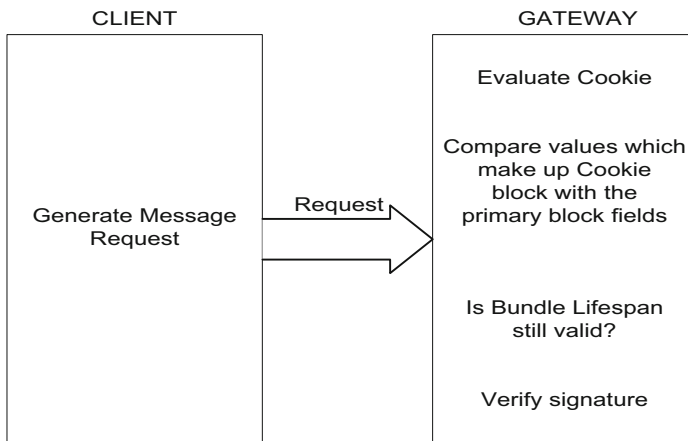 CLIENT
GATEWAY
Generate Message
Request
Request
Evaluate Cookie
Compare values which
make up Cookie
block with the
primary block fields
Is Bundle Lifespan
still valid?
Verify signature